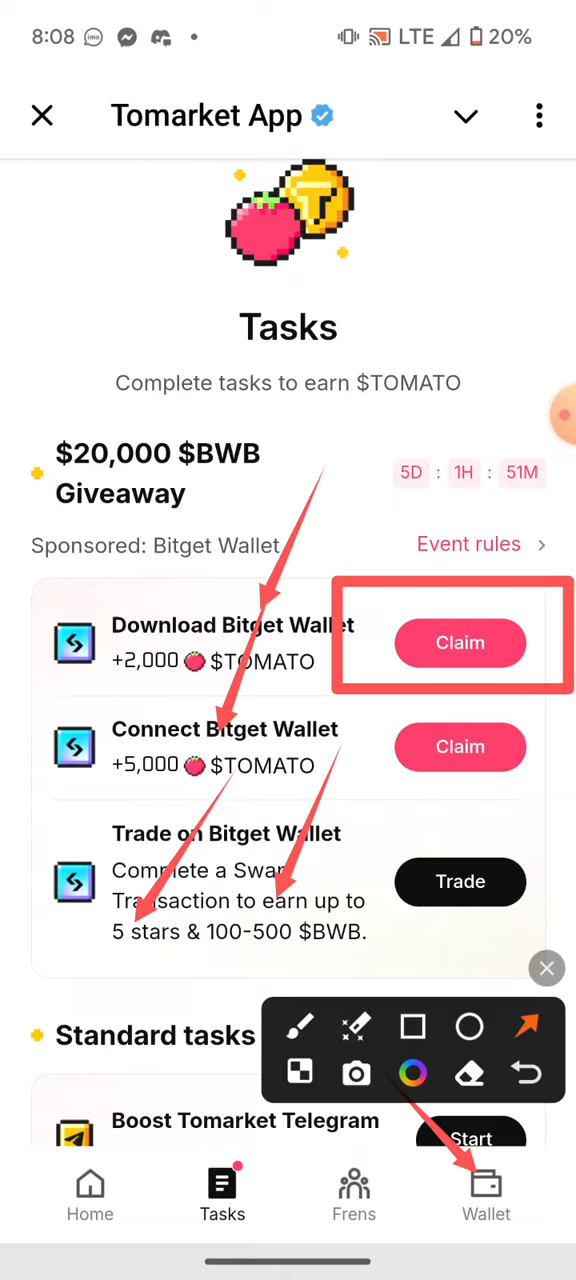 8:08 imo LTE 20%
Tomarket App
Tasks
Complete tasks to earn $TOMATO
$20,000 $BWB
Giveaway
5D : 1H : 51M
Sponsored: Bitget Wallet
Event rules >
Download Bitget Wallet
+2,000 $TOMATO
Claim
Connect Bitget Wallet
+5,000 $TOMATO
Claim
Trade on Bitget Wallet
Complete a Swap
Transaction to earn up to
5 stars & 100-500 $BWB.
Trade
Standard tasks
Boost Tomarket Telegram
Start
Home
Tasks
Frens
Wallet